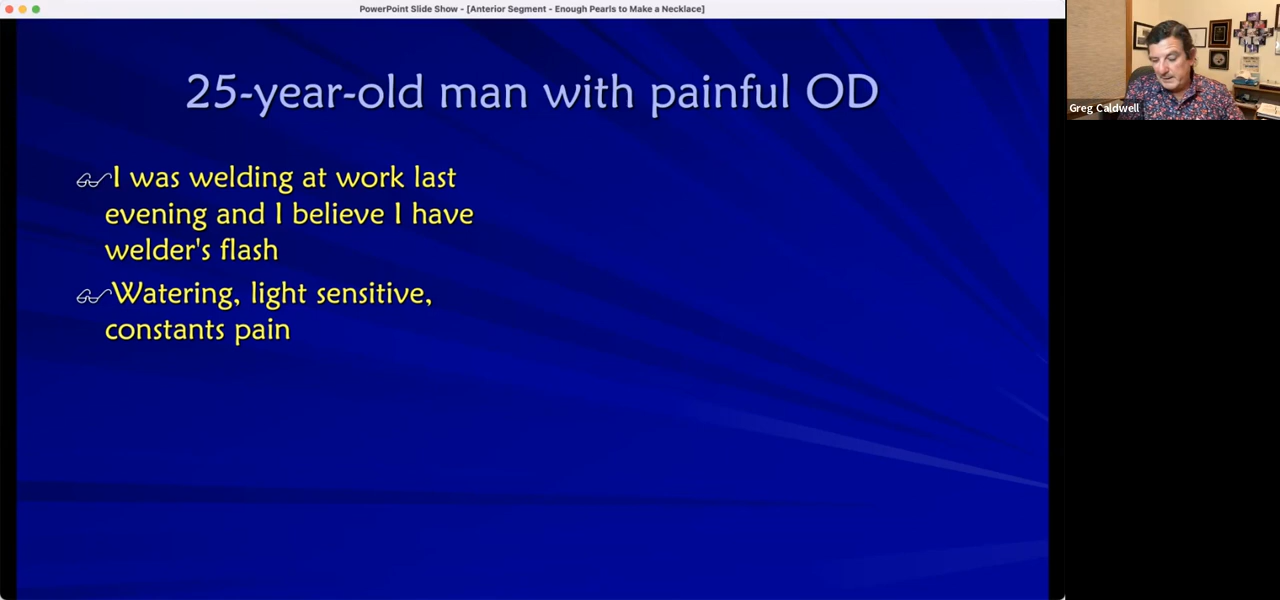 PowerPoint Slide Show - [Anterior Segment - Enough Pearls to Make a Necklace]
25-year-old man with painful OD
I was welding at work last
evening and I believe I have
welder's flash
Watering, light sensitive,
constants pain
Greg Caldwell